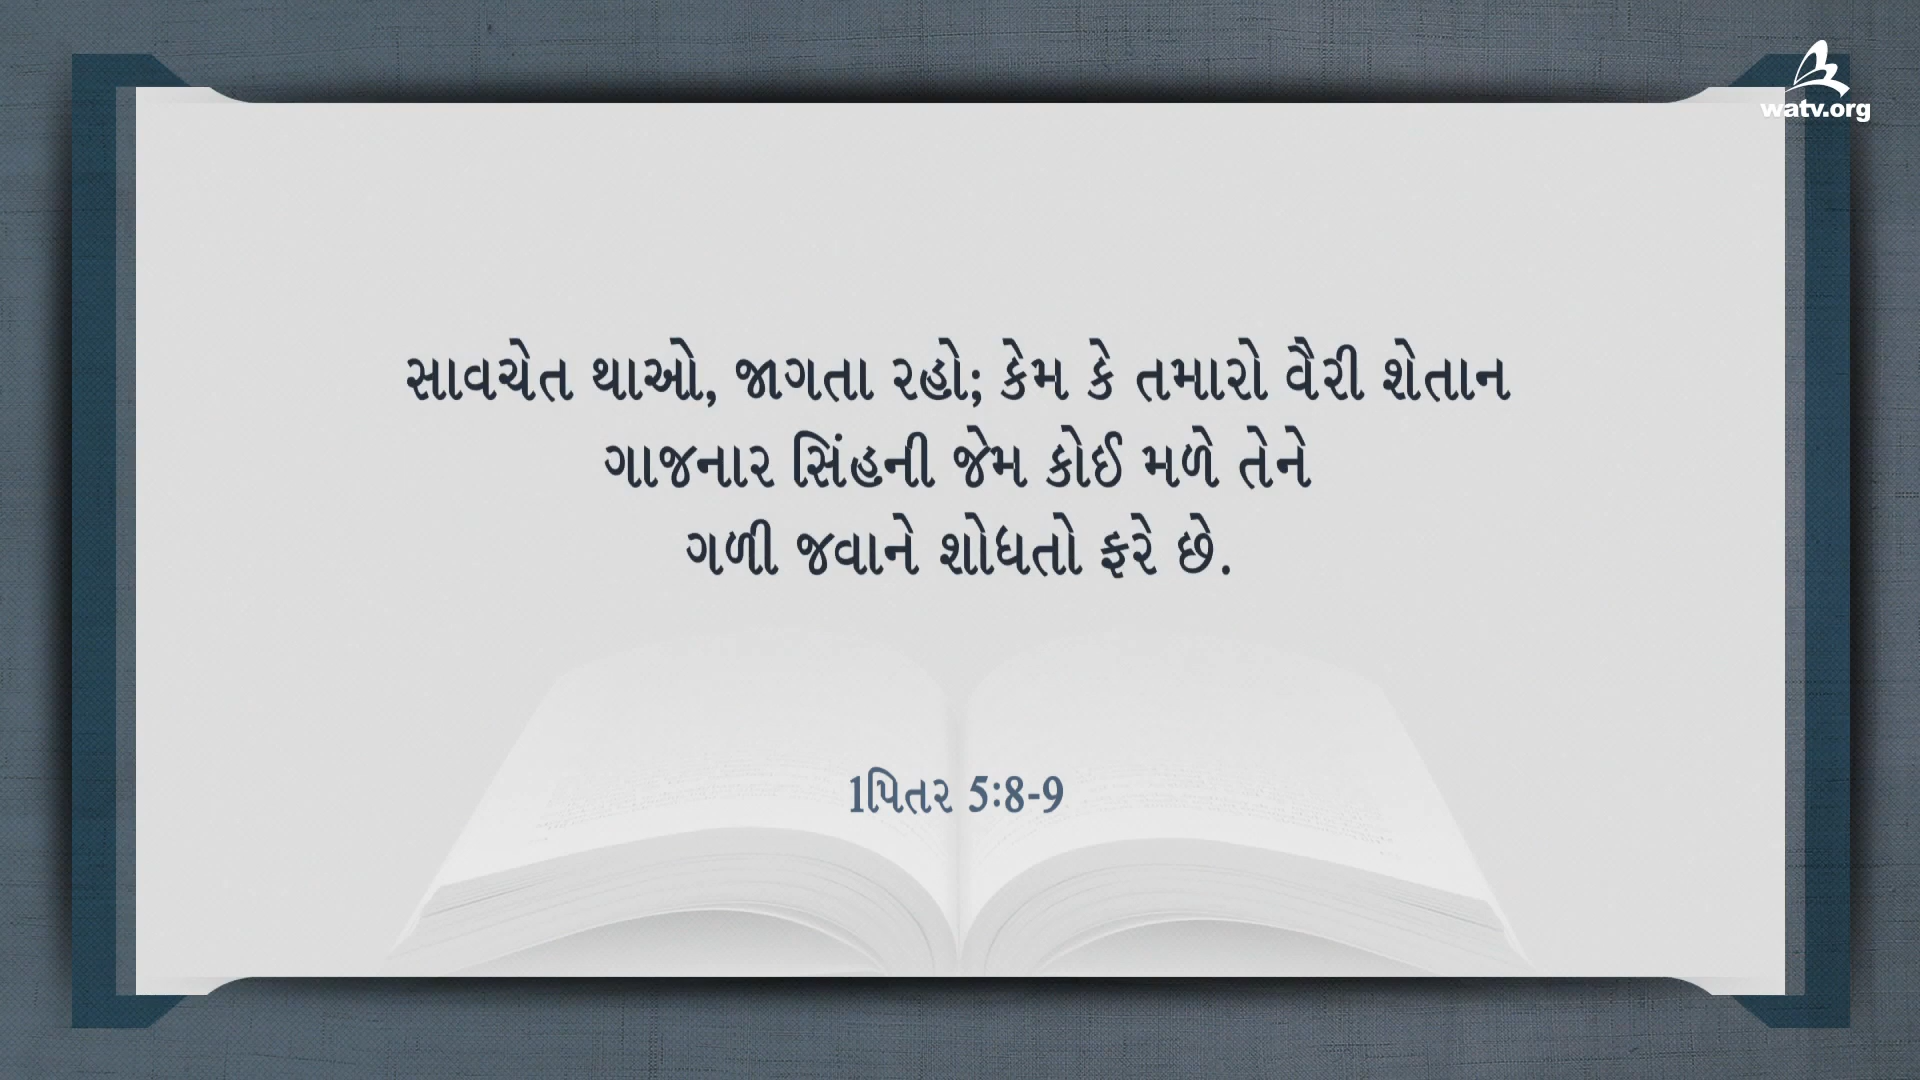 watv.org
સાવચેત થાઓ, જાગતા રહો; કેમ કે તમારો વૈરી શેતાન
ગાજનાર સિંહની જેમ કોઈ મળે તેને
ગળી જવાને શોધતો ફરે છે.
1પિતર 5:8-9